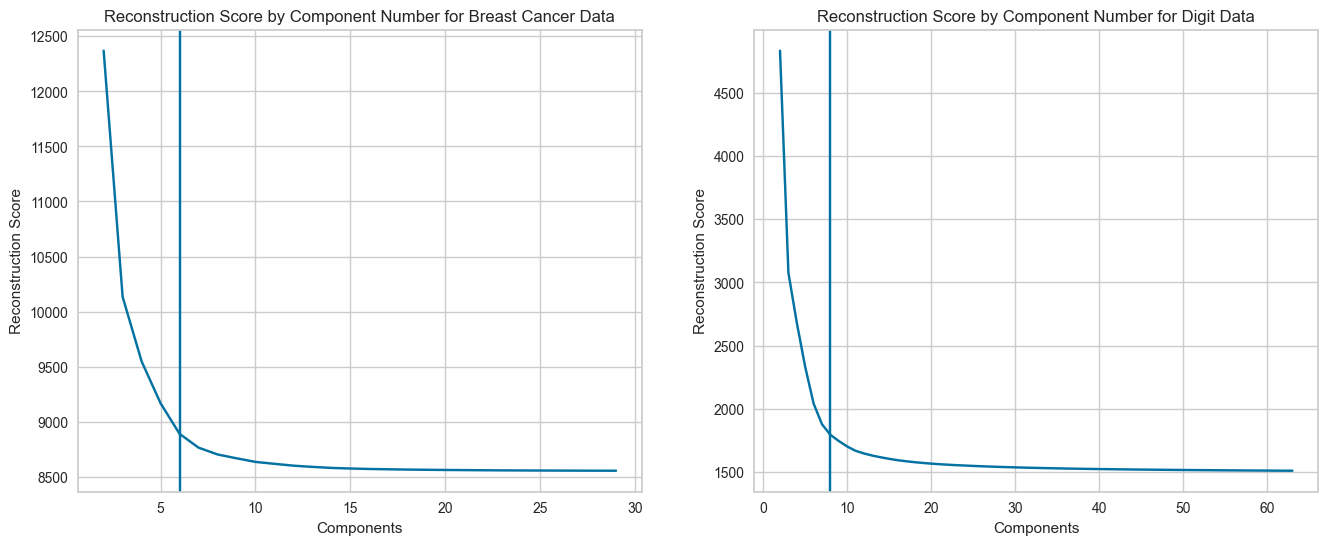 Reconstruction Score by Component Number for Breast Cancer Data
12500
12000
11500
11000
10500
10000
9500
9000
8500
Reconstruction Score
5 10 15 20 25 30
Components
Reconstruction Score by Component Number for Digit Data
4500
4000
3500
3000
2500
2000
1500
Reconstruction Score
0 10 20 30 40 50 60
Components